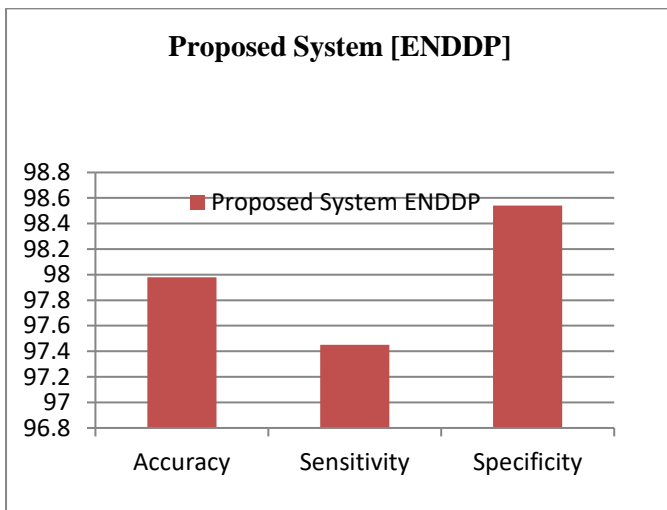 Proposed System [ENDDP]
98.8
98.6
98.4
98.2
98
97.8
97.6
97.4
97.2
97
96.8
Proposed System ENDDP
Accuracy
Sensitivity
Specificity